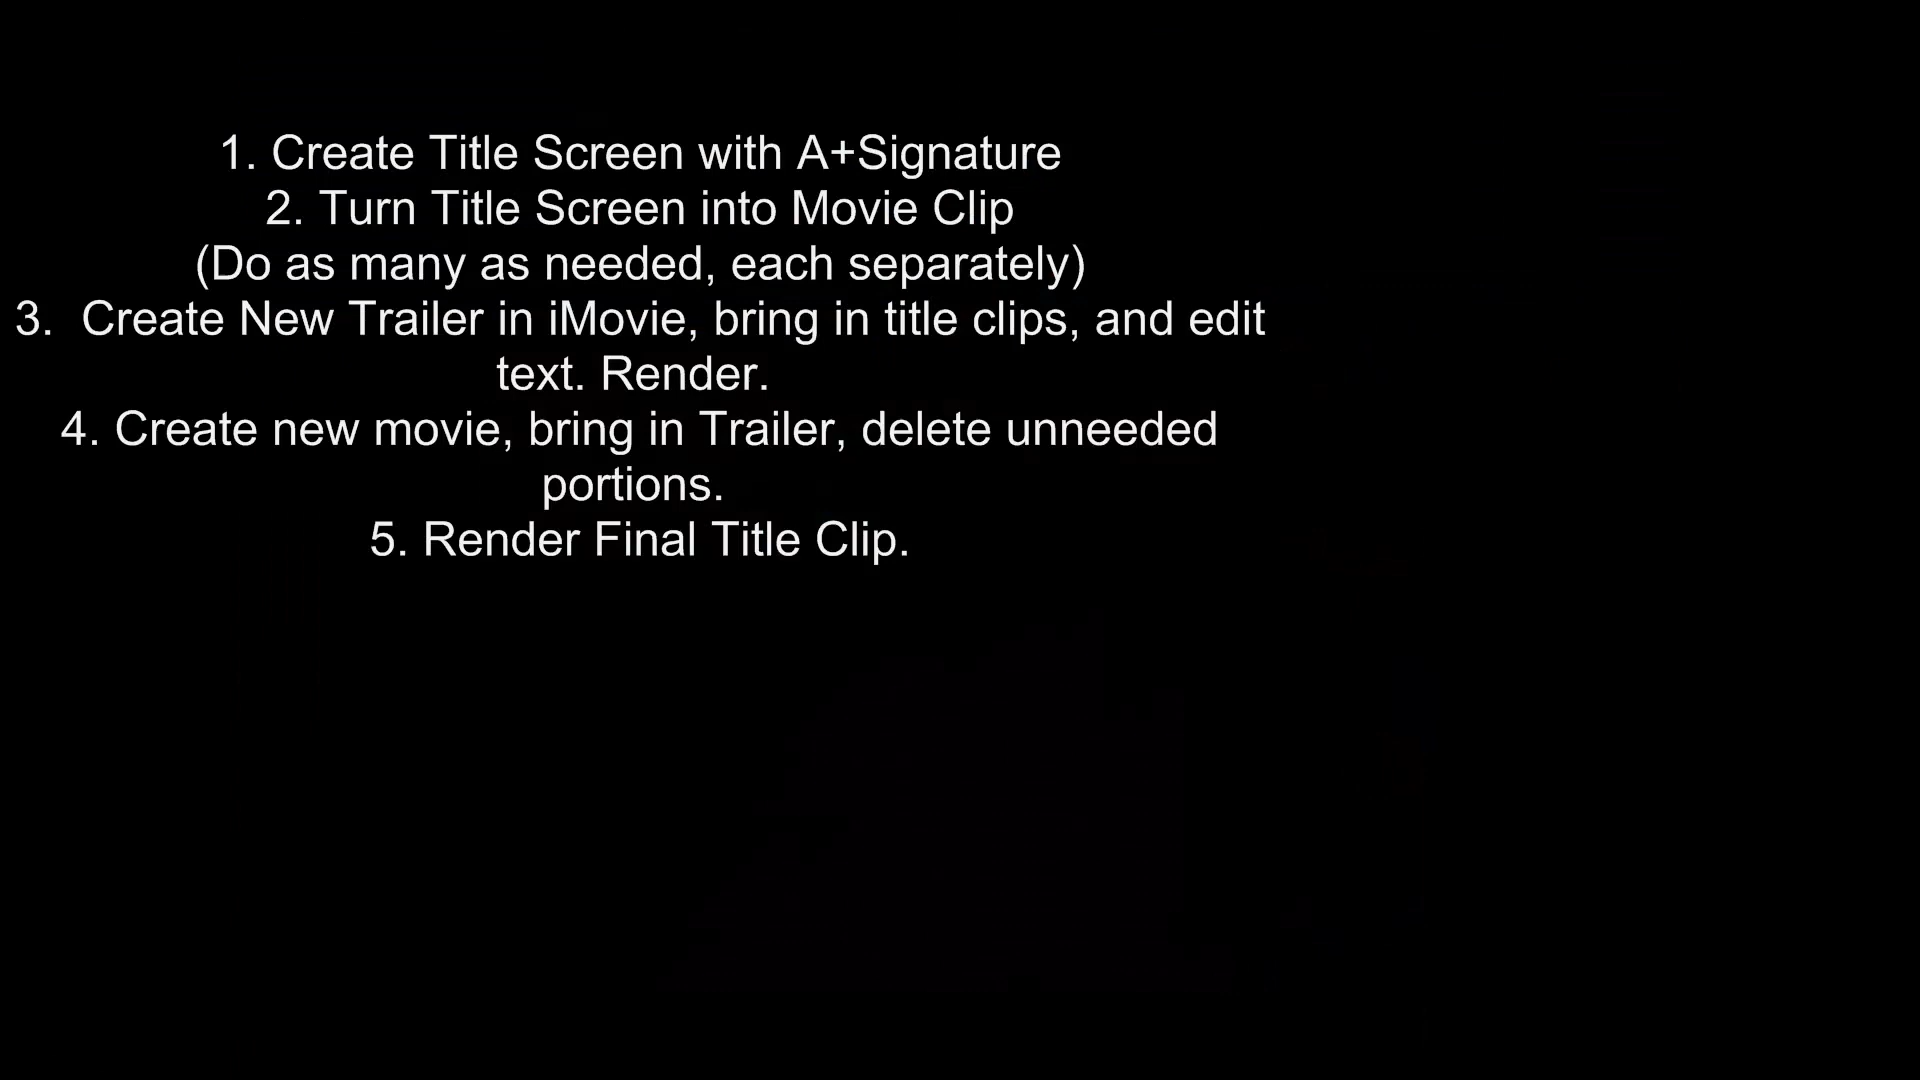 1. Create Title Screen with A+Signature
2. Turn Title Screen into Movie Clip
(Do as many as needed, each separately)
3.  Create New Trailer in iMovie, bring in title clips, and edit
text. Render.
4. Create new movie, bring in Trailer, delete unneeded
portions.
5. Render Final Title Clip.